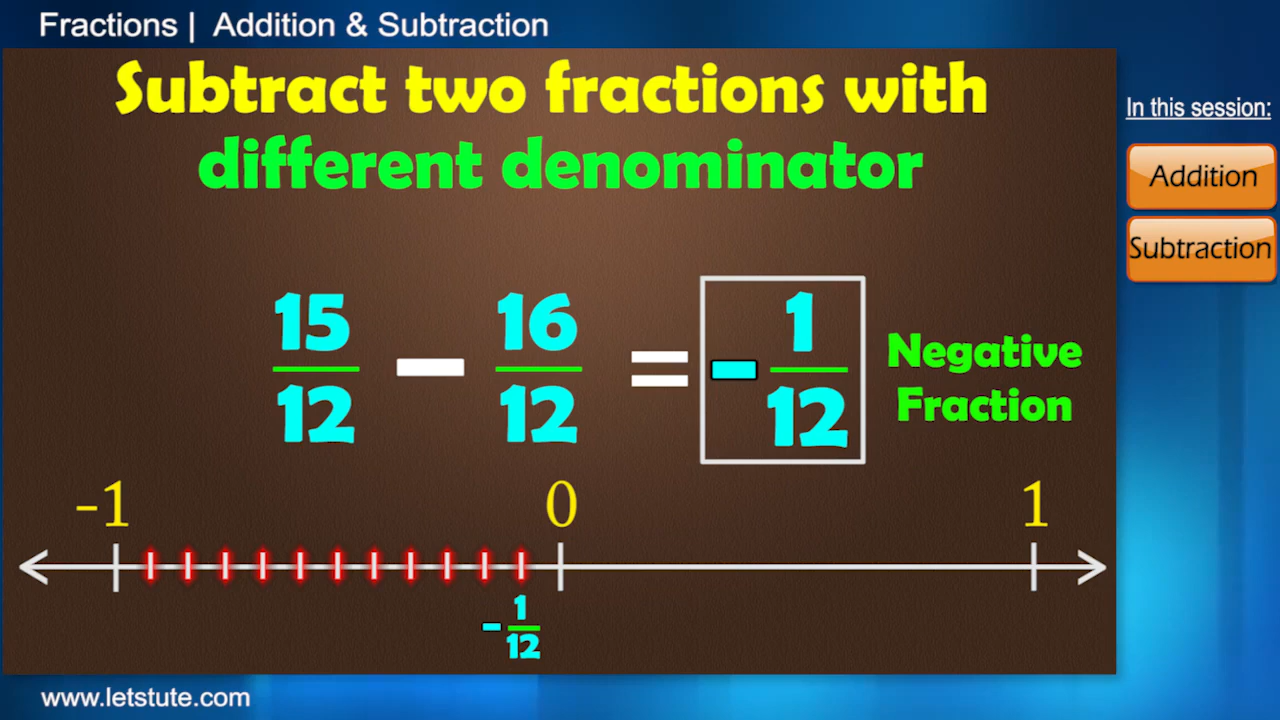 Fractions | Addition & Subtraction
Subtract two fractions with
different denominator
In this session:
Addition
Subtraction
15/12 - 16/12 = - 1/12
Negative
Fraction
-1 0 1
- 1/12
www.letstute.com